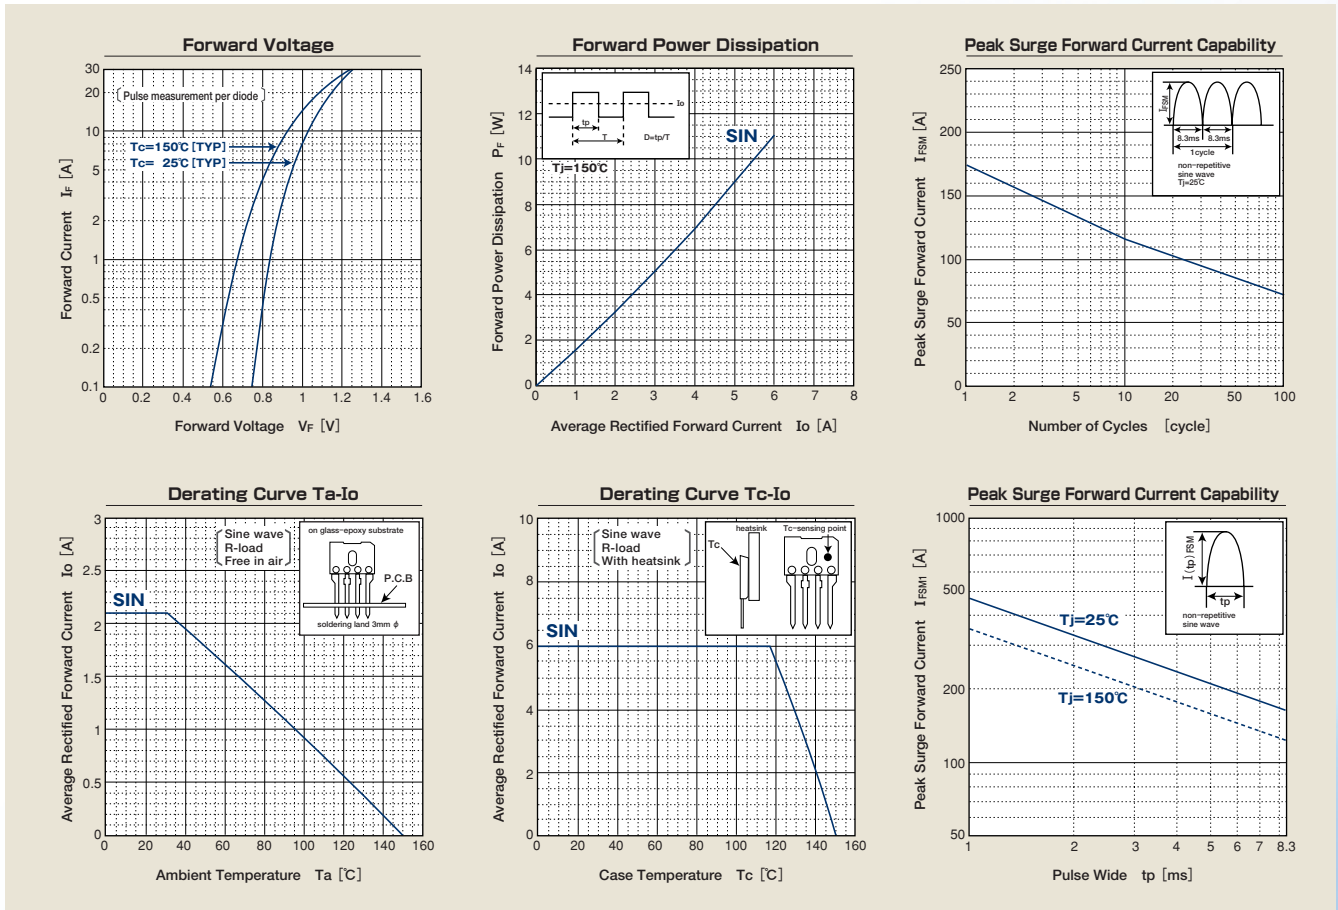 Forward Voltage
30
20
10
5
2
1
0.5
0.2
0.1
Forward Current IF [A]
Pulse measurement per diode
Tc=150℃ [TYP]
Tc= 25℃ [TYP]
0 0.2 0.4 0.6 0.8 1 1.2 1.4 1.6
Forward Voltage VF [V]
Forward Power Dissipation
14
12
10
8
6
4
2
0
Forward Power Dissipation PF [W]
Io
tp
T
D=tp/T
Tj=150℃
SIN
0 1 2 3 4 5 6 7 8
Average Rectified Forward Current Io [A]
Peak Surge Forward Current Capability
250
200
150
100
50
0
Peak Surge Forward Current IFSM [A]
IFSM
8.3ms 8.3ms
1cycle
non-repetitive
sine wave
Tj=25℃
1 2 5 10 20 50 100
Number of Cycles [cycle]
Derating Curve Ta-Io
3
2.5
2
1.5
1
0.5
0
Average Rectified Forward Current Io [A]
Sine wave
R-load
Free in air
on glass-epoxy substrate
P.C.B
soldering land 3mm φ
SIN
0 20 40 60 80 100 120 140 160
Ambient Temperature Ta [℃]
Derating Curve Tc-Io
10
8
6
4
2
0
Average Rectified Forward Current Io [A]
Sine wave
R-load
With heatsink
heatsink
Tc-sensing point
Tc
SIN
0 20 40 60 80 100 120 140 160
Case Temperature Tc [℃]
Peak Surge Forward Current Capability
1000
500
200
100
50
Peak Surge Forward Current IFSM1 [A]
I (tp) FSM
tp
non-repetitive
sine wave
Tj=25℃
Tj=150℃
1 2 3 4 5 6 7 8.3
Pulse Wide tp [ms]